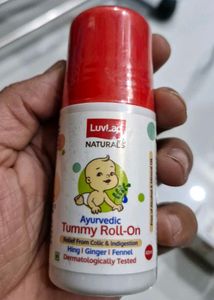 LuvLap
NATURALS
Ayurvedic
Tummy Roll-On
Relief From Colic & Indigestion
Hing | Ginger | Fennel
Dermatologically Tested